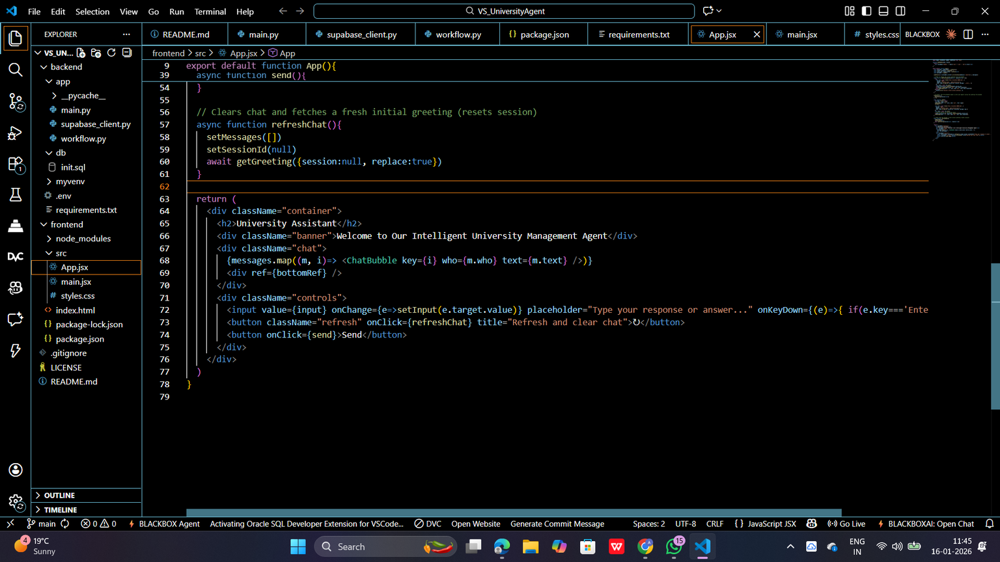 File Edit Selection View Go Run Terminal Help
VS_UniversityAgent
EXPLORER
README.md
main.py
supabase_client.py
workflow.py
package.json
requirements.txt
App.jsx
main.jsx
styles.css
BLACKBOX
VS_UN...
backend
app
__pycache__
main.py
supabase_client.py
workflow.py
db
init.sql
myvenv
.env
requirements.txt
frontend
node_modules
src
App.jsx
main.jsx
styles.css
index.html
package-lock.json
package.json
.gitignore
LICENSE
README.md
OUTLINE
TIMELINE
1
frontend > src > App.jsx > App
9 export default function App(){
39 async function send(){
54 }
55
56 // Clears chat and fetches a fresh initial greeting (resets session)
57 async function refreshChat(){
58 setMessages([])
59 setSessionId(null)
60 await getGreeting({session:null, replace:true})
61 }
62
63 return (
64 <div className="container">
65 <h2>University Assistant</h2>
66 <div className="banner">Welcome to Our Intelligent University Management Agent</div>
67 <div className="chat">
68 {messages.map((m, i)=> <ChatBubble key={i} who={m.who} text={m.text} />)}
69 <div ref={bottomRef} />
70 </div>
71 <div className="controls">
72 <input value={input} onChange={e=>setInput(e.target.value)} placeholder="Type your response or answer..." onKeyDown={(e)=>{ if(e.key==='Ente
73 <button className="refresh" onClick={refreshChat} title="Refresh and clear chat">↻</button>
74 <button onClick={send}>Send</button>
75 </div>
76 </div>
77 )
78 }
79
main 0 0 BLACKBOX Agent Activating Oracle SQL Developer Extension for VSCode... DVC Open Website Generate Commit Message Spaces: 2 UTF-8 CRLF { } JavaScript JSX Go Live BLACKBOXAI: Open Chat
4
19°C
Sunny
Search
15
ENG
IN
11:45
16-01-2026